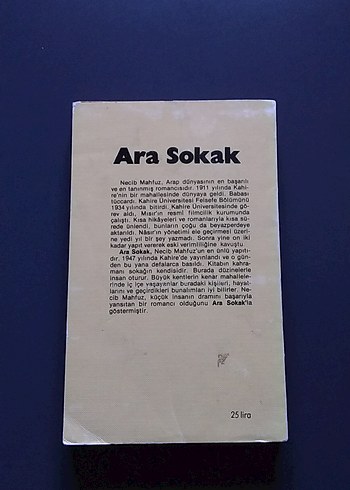 Ara Sokak
Necib Mahfuz, Arap dünyasının en başarılı
ve en tanınmış romancısıdır. 1911 yılında Kahi-
re'nin bir mahallesinde dünyaya geldi. Babası
tüccardı. Kahire Üniversitesi Felsefe Bölümünü
1934 yılında bitirdi. Kahire Üniversitesinde gö-
rev aldı, Mısır'ın resmî filmcilik kurumunda
çalıştı. Kısa hikâyeleri ve romanlarıyla kısa sü-
rede ünlendi, bunların çoğu da beyazperdeye
aktarıldı. Nâsır'ın yönetimi ele geçirmesi üzeri-
ne yedi yıl bir şey yazmadı. Sonra yine on iki
kadar yapıt vererek eski verimliliğine kavuştu.
Ara Sokak, Necib Mahfuz'un en ünlü yapıtı-
dır. 1947 yılında Kahire'de yayınlandı ve o gün-
den bu yana defalarca basıldı. Kitabın kahra-
manı sokağın kendisidir. Burada düzinelerle
insan oturur. Büyük kentlerin kenar mahallele-
rinde iç içe yaşayanlar buradaki kişileri, hayal-
larını ve geçirdikleri bunalımları iyi bilirler. Ne-
cib Mahfuz, küçük insanın dramını başarıyla
yansıtan bir romancı olduğunu Ara Sokak'la
göstermiştir.
25 lira